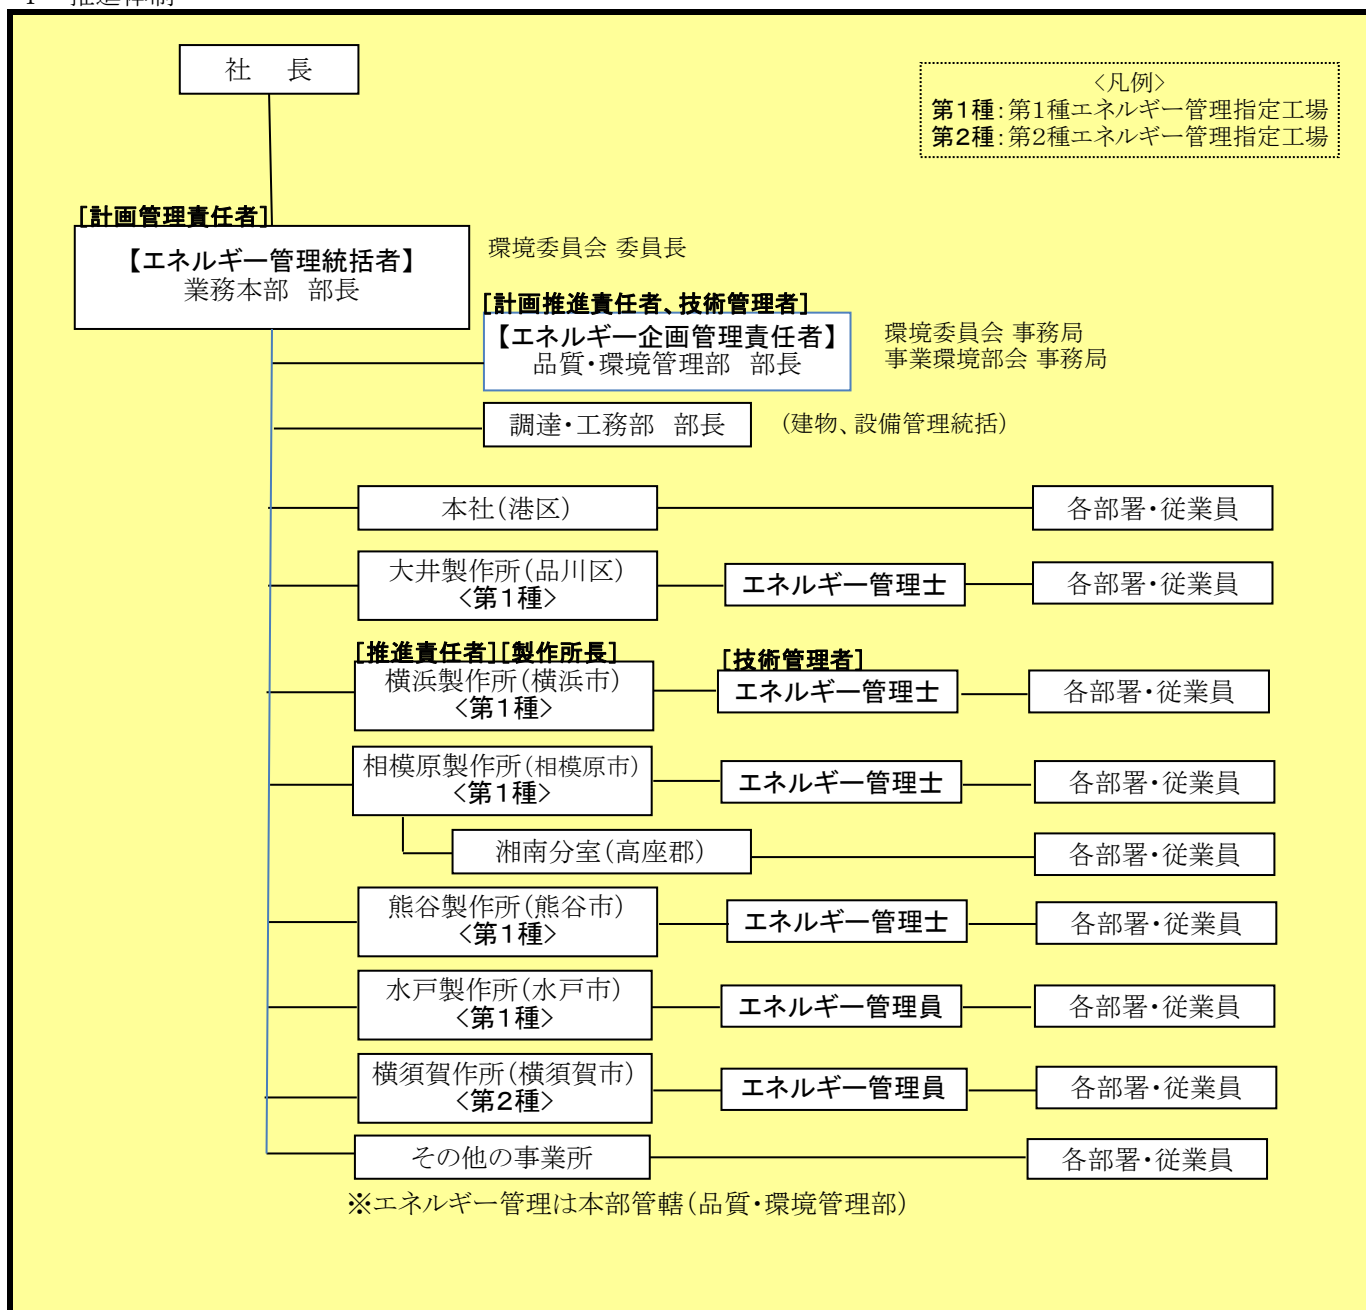 1 推進体制
社 長
<凡例>
第1種:第1種エネルギー管理指定工場
第2種:第2種エネルギー管理指定工場
[計画管理責任者]
【エネルギー管理統括者】
業務本部 部長
環境委員会 委員長
[計画推進責任者、技術管理者]
【エネルギー企画管理責任者】
品質・環境管理部 部長
環境委員会 事務局
事業環境部会 事務局
調達・工務部 部長
(建物、設備管理統括)
本社(港区)
各部署・従業員
大井製作所(品川区)
<第1種>
エネルギー管理士
各部署・従業員
[推進責任者][製作所長]
[技術管理者]
横浜製作所(横浜市)
<第1種>
エネルギー管理士
各部署・従業員
相模原製作所(相模原市)
<第1種>
エネルギー管理士
各部署・従業員
湘南分室(高座郡)
各部署・従業員
熊谷製作所(熊谷市)
<第1種>
エネルギー管理士
各部署・従業員
水戸製作所(水戸市)
<第1種>
エネルギー管理員
各部署・従業員
横須賀作所(横須賀市)
<第2種>
エネルギー管理員
各部署・従業員
その他の事業所
各部署・従業員
※エネルギー管理は本部管轄(品質・環境管理部)